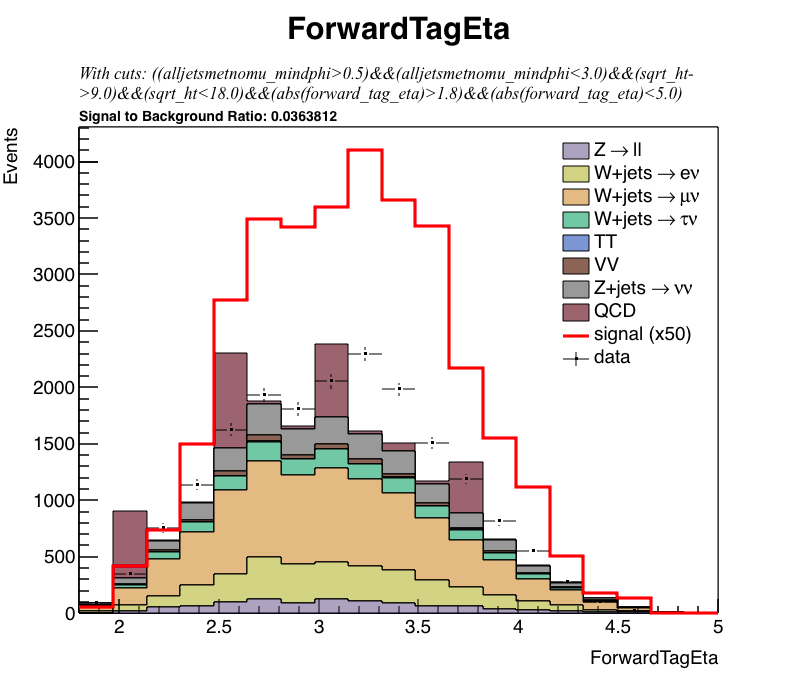 ForwardTagEta
With cuts: ((alljetsmetnomu_mindphi>0.5)&&(alljetsmetnomu_mindphi<3.0)&&(sqrt_ht-
>9.0)&&(sqrt_ht<18.0)&&(abs(forward_tag_eta)>1.8)&&(abs(forward_tag_eta)<5.0)
Signal to Background Ratio: 0.0363812
Events
4000
3500
3000
2500
2000
1500
1000
500
0
Z → ll
W+jets → eν
W+jets → μν
W+jets → τν
TT
VV
Z+jets → νν
QCD
signal (x50)
data
2 2.5 3 3.5 4 4.5 5
ForwardTagEta